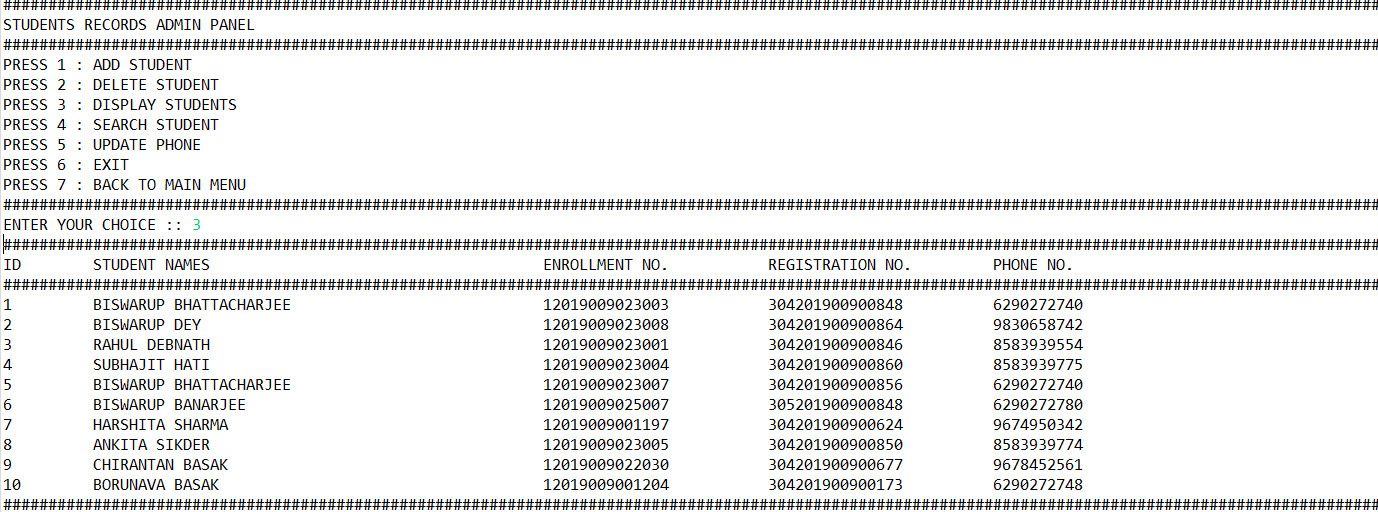 #########################################################################################################################################################
STUDENTS RECORDS ADMIN PANEL
#########################################################################################################################################################
PRESS 1 : ADD STUDENT
PRESS 2 : DELETE STUDENT
PRESS 3 : DISPLAY STUDENTS
PRESS 4 : SEARCH STUDENT
PRESS 5 : UPDATE PHONE
PRESS 6 : EXIT
PRESS 7 : BACK TO MAIN MENU
#########################################################################################################################################################
ENTER YOUR CHOICE :: 3
#########################################################################################################################################################
ID        STUDENT NAMES                                     ENROLLMENT NO.           REGISTRATION NO.         PHONE NO.
#########################################################################################################################################################
1         BISWARUP BHATTACHARJEE                            12019009023003           304201900900848          6290272740
2         BISWARUP DEY                                      12019009023008           304201900900864          9830658742
3         RAHUL DEBNATH                                     12019009023001           304201900900846          8583939554
4         SUBHAJIT HATI                                     12019009023004           304201900900860          8583939775
5         BISWARUP BHATTACHARJEE                            12019009023007           304201900900856          6290272740
6         BISWARUP BANARJEE                                 12019009025007           305201900900848          6290272780
7         HARSHITA SHARMA                                   12019009001197           304201900900624          9674950342
8         ANKITA SIKDER                                     12019009023005           304201900900850          8583939774
9         CHIRANTAN BASAK                                   12019009022030           304201900900677          9678452561
10        BORUNAVA BASAK                                    12019009001204           304201900900173          6290272748
#########################################################################################################################################################